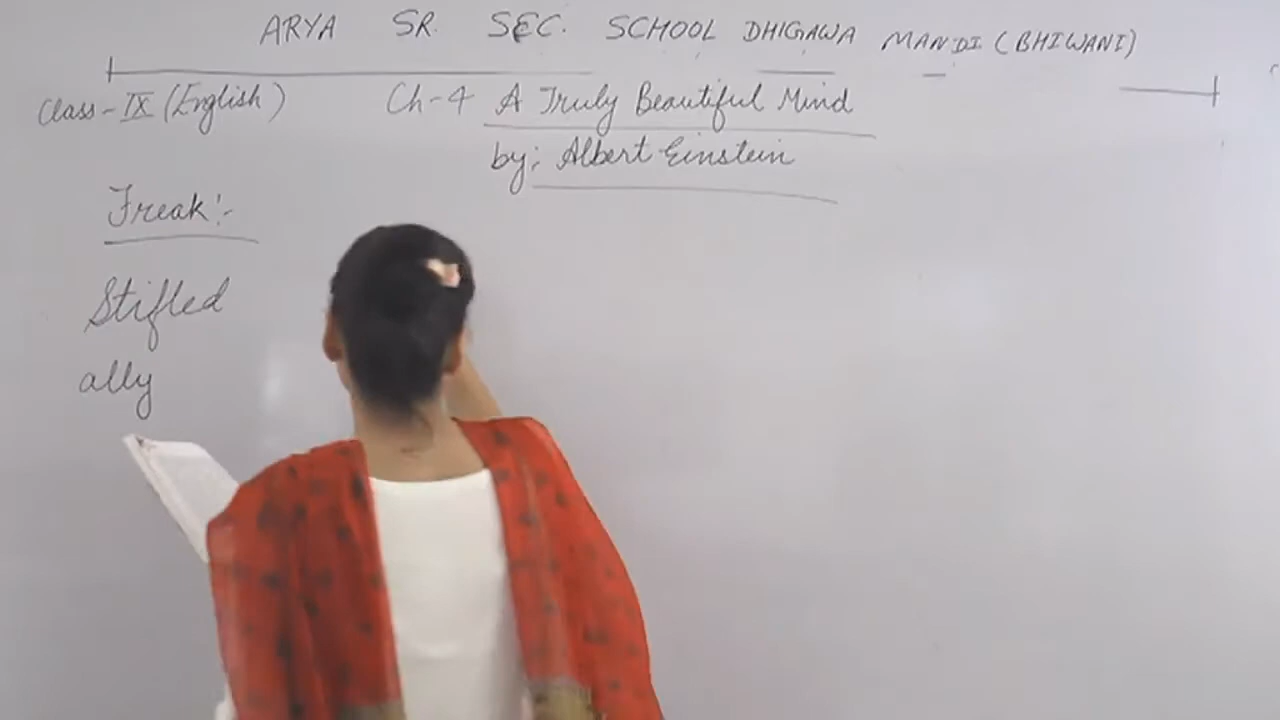 ARYA SR. SEC. SCHOOL DHIGAWA MANDI (BHIWANI)
Class-IX (English) Ch-4 A Truly Beautiful Mind
by: Albert Einstein
Freak:-
Stifled
ally